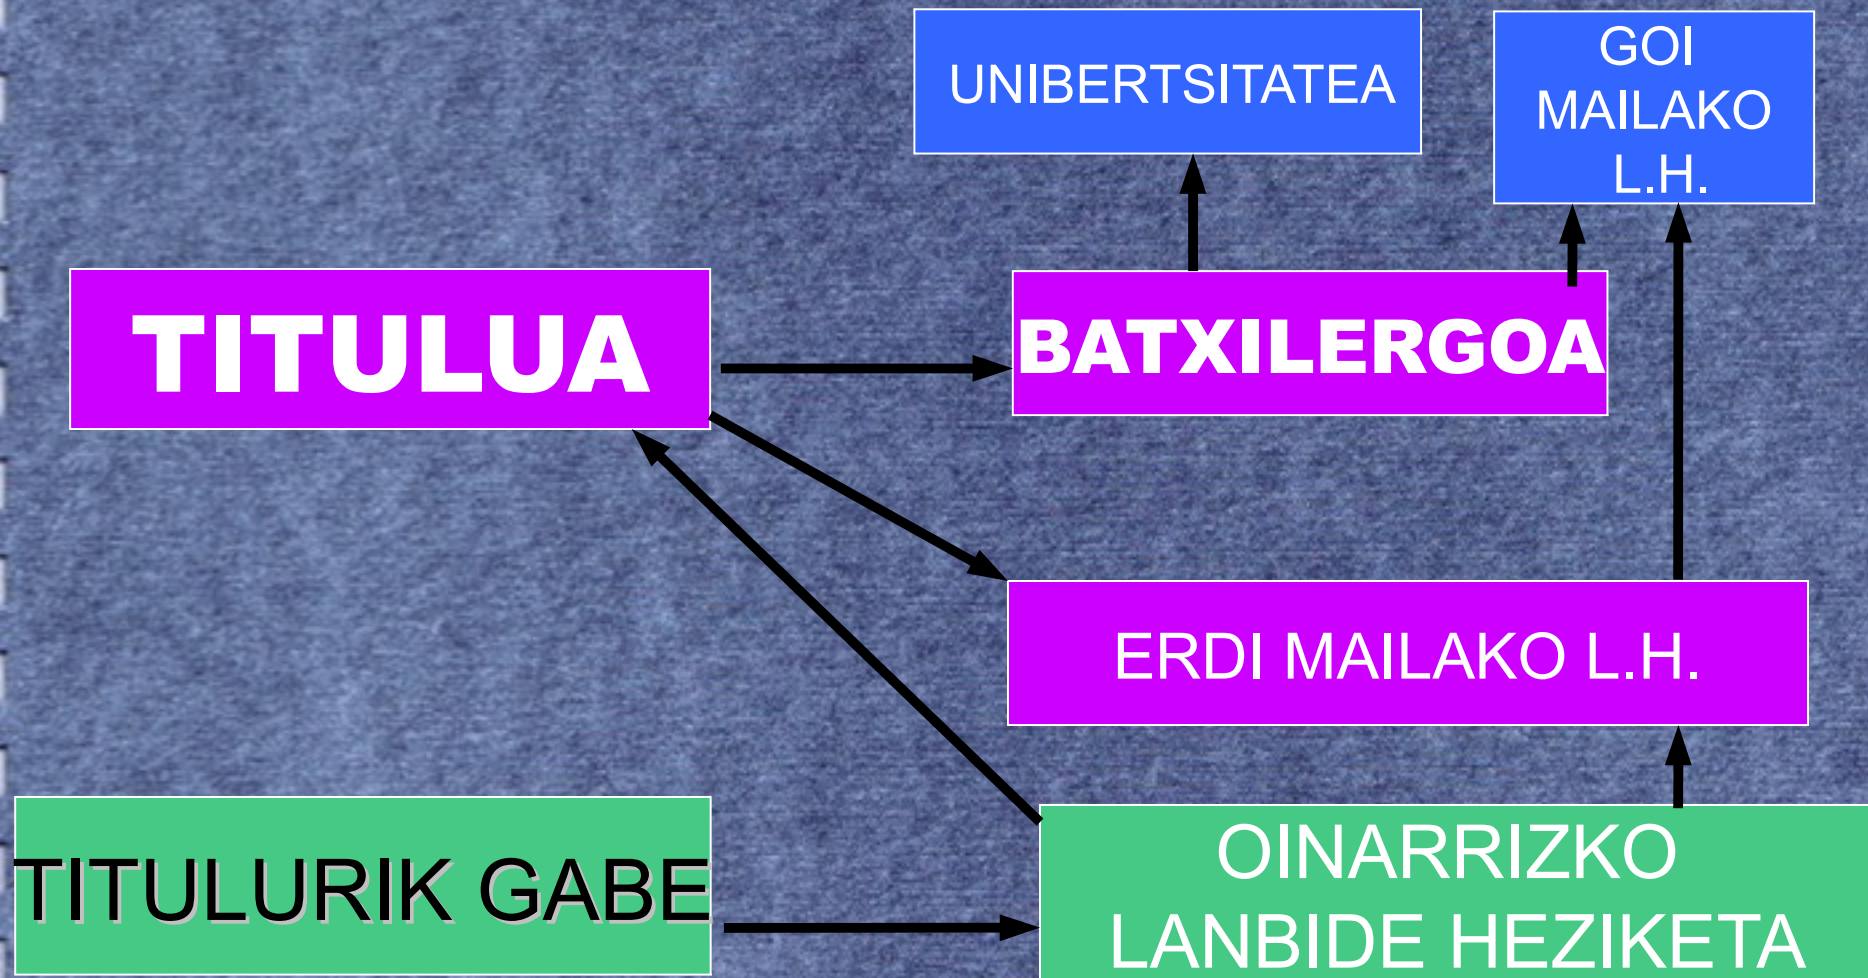 UNIBERTSITATEA
GOI
MAILAKO
L.H.
TITULUA
BATXILERGOA
ERDI MAILAKO L.H.
TITULURIK GABE
OINARRIZKO
LANBIDE HEZIKETA